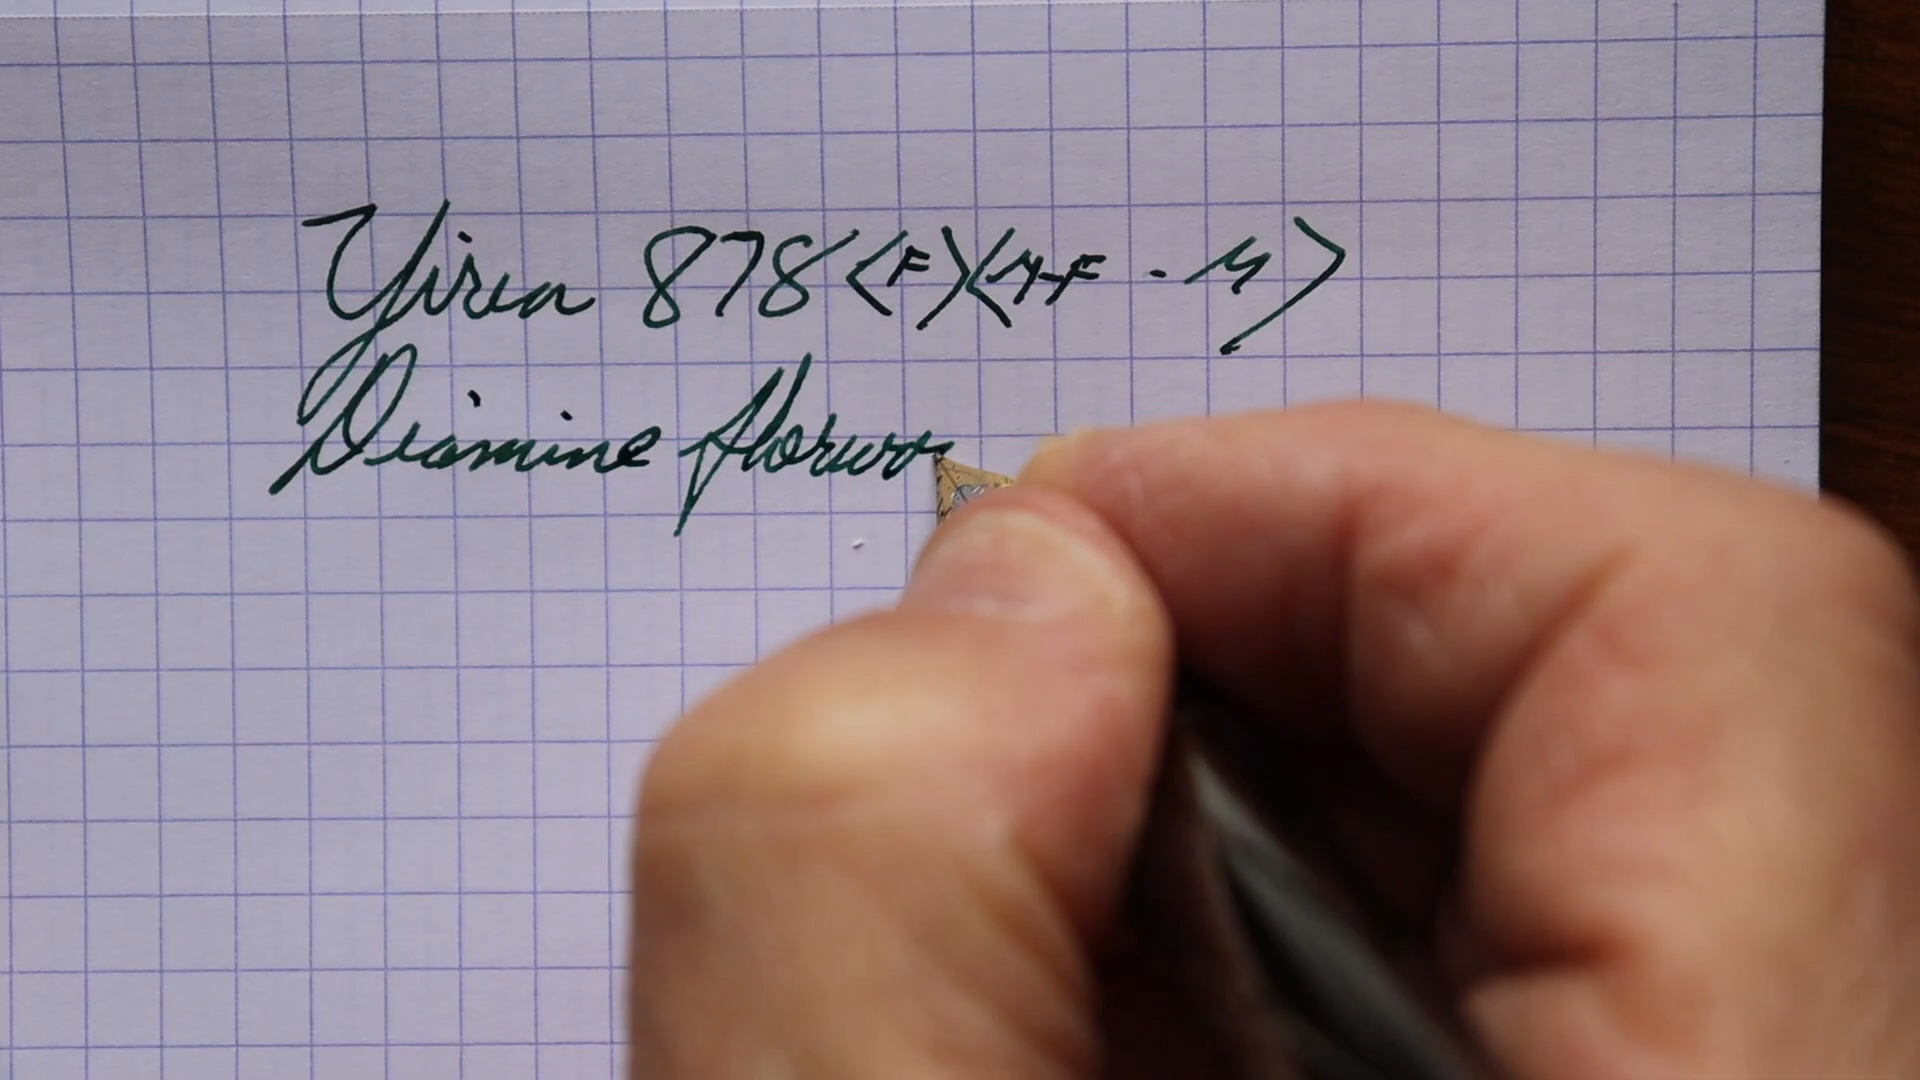 Yiren 878 <F> <M-F - M>
Diamine